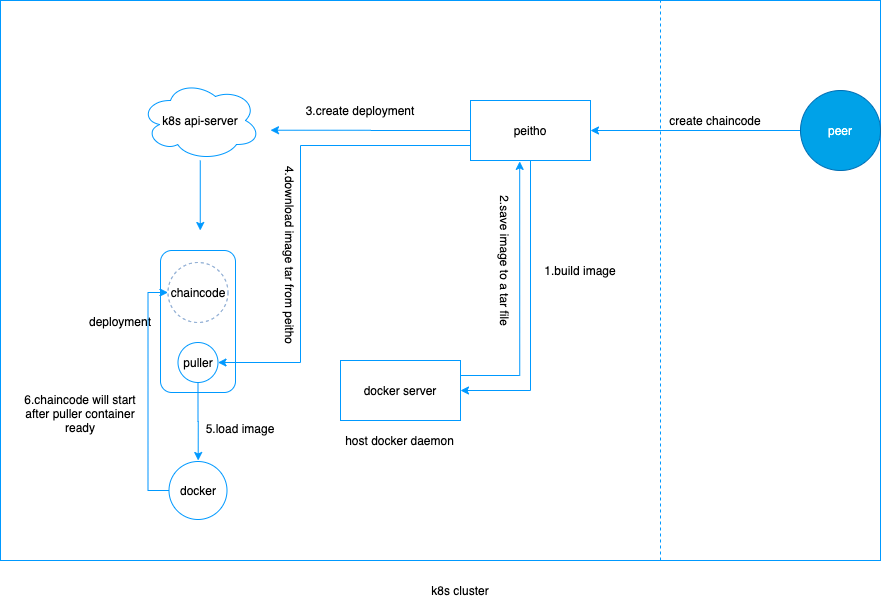 3.create deployment
create chaincode
k8s api-server
peitho
peer
4.download image tar from peitho
2.save image to a tar file
1.build image
chaincode
deployment
puller
docker server
6.chaincode will start
after puller container
ready
5.load image
host docker daemon
docker
k8s cluster